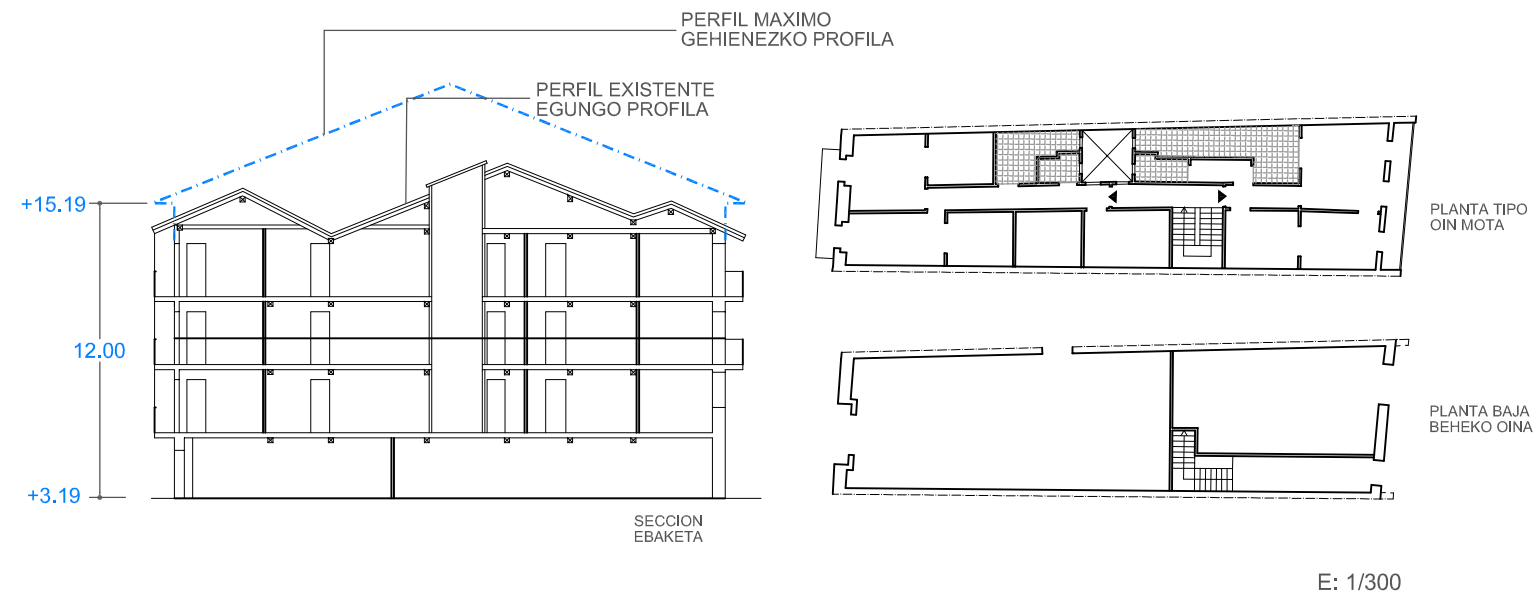 PERFIL MAXIMO
GEHIENEZKO PROFILA
PERFIL EXISTENTE
EGUNGO PROFILA
+15.19
12.00
+3.19
SECCION
EBAKETA
PLANTA TIPO
OIN MOTA
PLANTA BAJA
BEHEKO OINA
E: 1/300